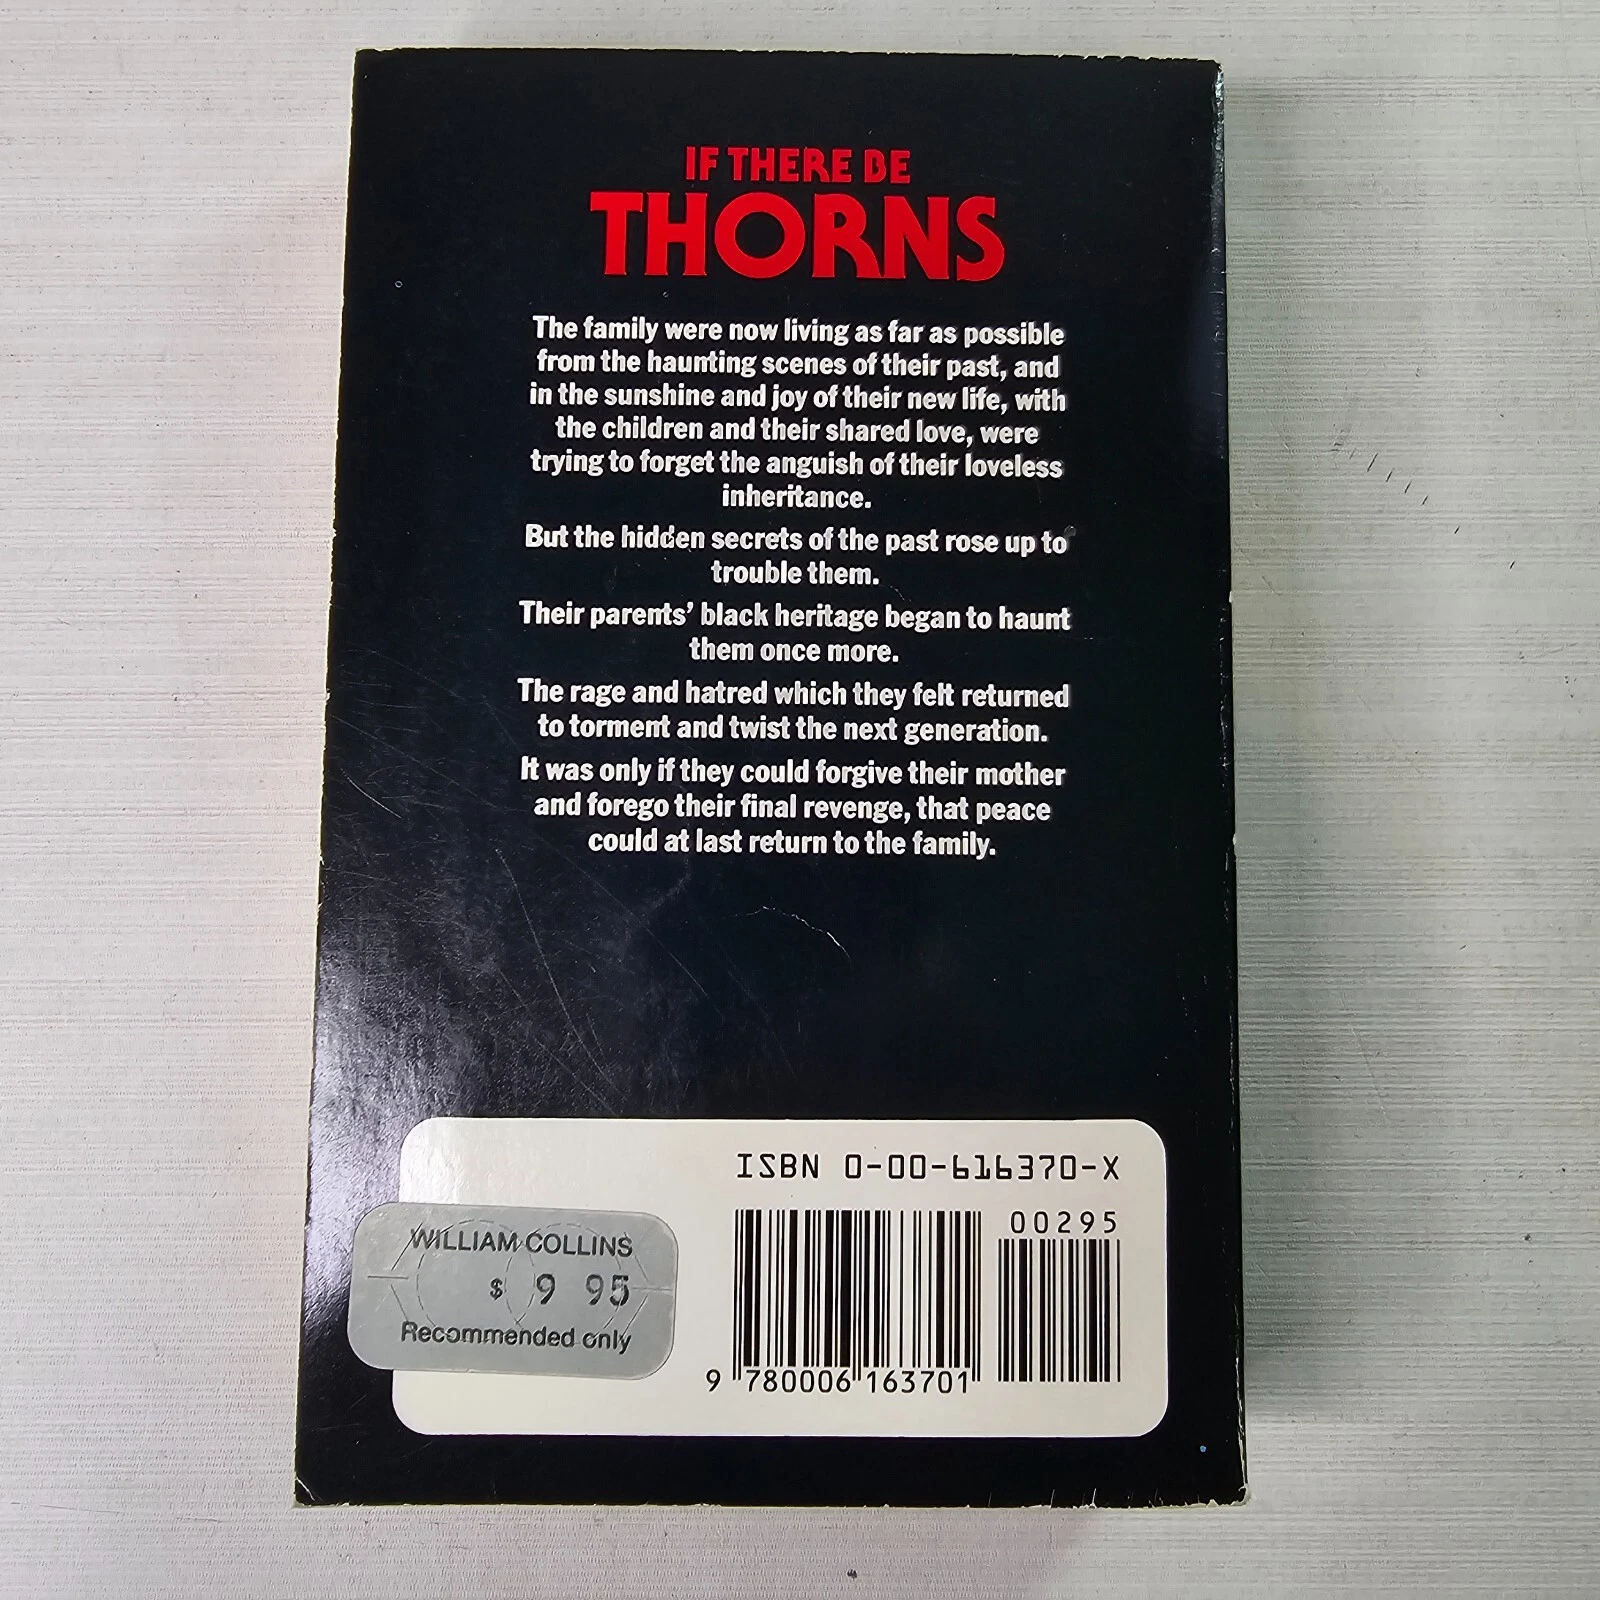 IF THERE BE
THORNS
The family were now living as far as possible
from the haunting scenes of their past, and
in the sunshine and joy of their new life, with
the children and their shared love, were
trying to forget the anguish of their loveless
inheritance.
But the hidden secrets of the past rose up to
trouble them.
Their parents' black heritage began to haunt
them once more.
The rage and hatred which they felt returned
to torment and twist the next generation.
It was only if they could forgive their mother
and forego their final revenge, that peace
could at last return to the family.
ISBN 0-00-616370-X
00295
WILLIAM COLLINS
$ 9 95
Recommended only
9 780006 163701